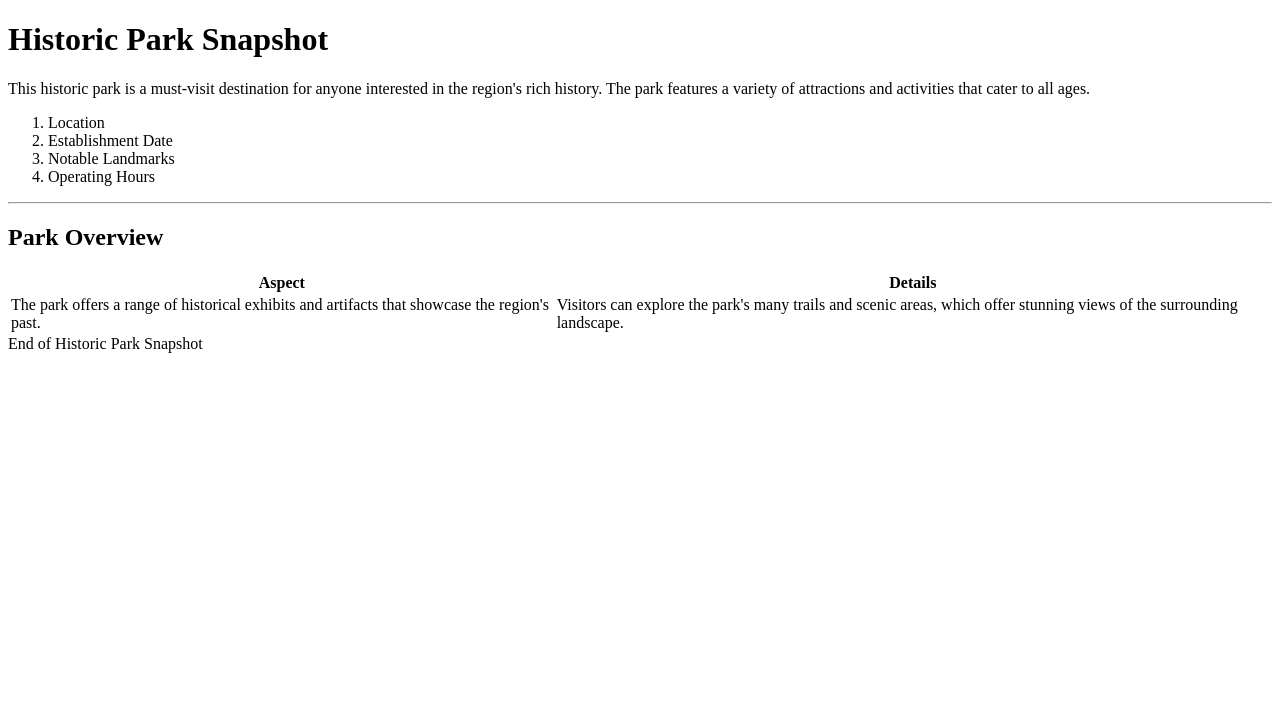 Historic Park Snapshot
This historic park is a must-visit destination for anyone interested in the region's rich history. The park features a variety of attractions and activities that cater to all ages.
1. Location
2. Establishment Date
3. Notable Landmarks
4. Operating Hours
Park Overview
Aspect Details
The park offers a range of historical exhibits and artifacts that showcase the region's
past.
Visitors can explore the park's many trails and scenic areas, which offer stunning views of the surrounding
landscape.
End of Historic Park Snapshot